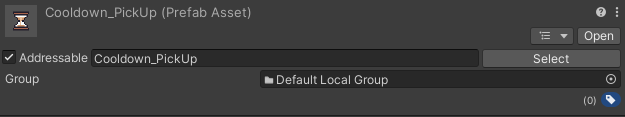 Cooldown_PickUp (Prefab Asset)
Open
Addressable Cooldown_PickUp Select
Group Default Local Group
(0)